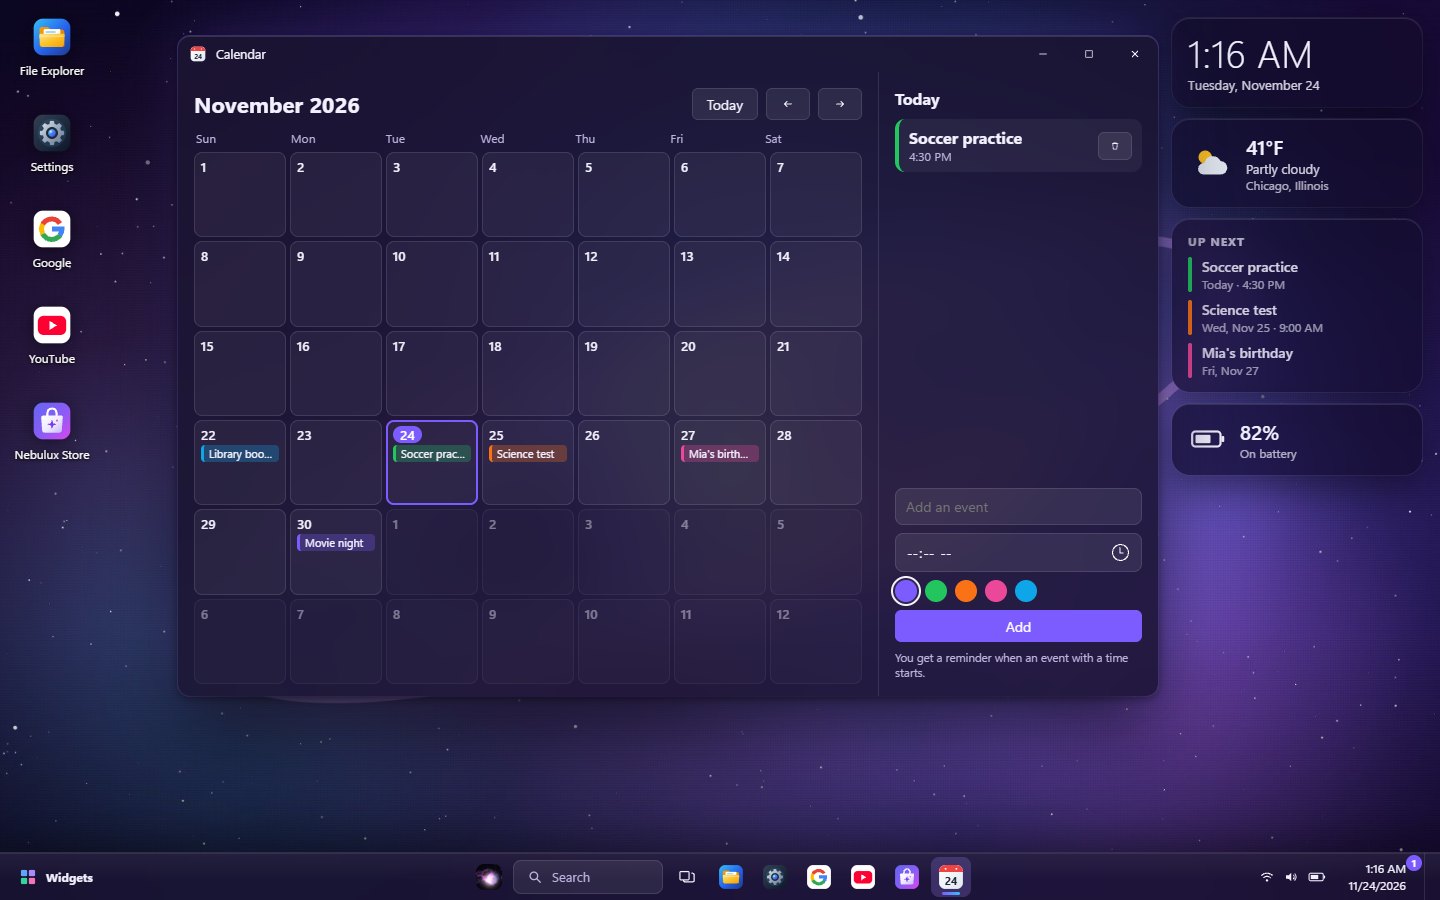 File Explorer
Settings
Google
YouTube
Nebulux Store
24
Calendar
November 2026
Today
Sun Mon Tue Wed Thu Fri Sat
1 2 3 4 5 6 7
8 9 10 11 12 13 14
15 16 17 18 19 20 21
22 23 24 25 26 27 28
Library boo... Soccer prac... Science test Mia's birth...
29 30 1 2 3 4 5
Movie night
6 7 8 9 10 11 12
Today
Soccer practice
4:30 PM
Add an event
--:-- --
Add
You get a reminder when an event with a time
starts.
1:16 AM
Tuesday, November 24
41°F
Partly cloudy
Chicago, Illinois
UP NEXT
Soccer practice
Today · 4:30 PM
Science test
Wed, Nov 25 · 9:00 AM
Mia's birthday
Fri, Nov 27
82%
On battery
Widgets
Search
24
1:16 AM
11/24/2026
1